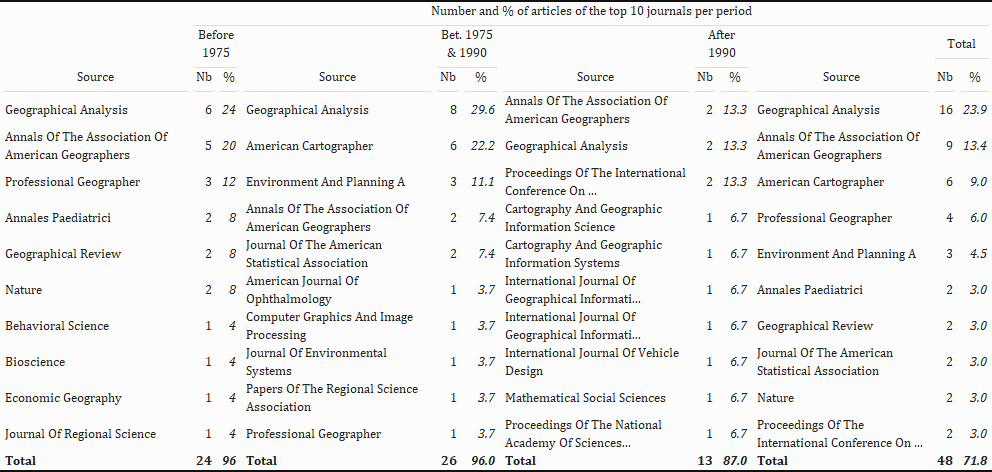 Number and % of articles of the top 10 journals per period
Before 1975 Bet. 1975 & 1990 After 1990 Total
Source Nb % Source Nb % Source Nb % Source Nb %
Geographical Analysis 6 24 Geographical Analysis 8 29.6 Annals Of The Association Of American Geographers 2 13.3 Geographical Analysis 16 23.9
Annals Of The Association Of American Geographers 5 20 American Cartographer 6 22.2 Geographical Analysis 2 13.3 Annals Of The Association Of American Geographers 9 13.4
Professional Geographer 3 12 Environment And Planning A 3 11.1 Proceedings Of The International Conference On ... 2 13.3 American Cartographer 6 9.0
Annales Paediatrici 2 8 Annals Of The Association Of American Geographers 2 7.4 Cartography And Geographic Information Science 1 6.7 Professional Geographer 4 6.0
Geographical Review 2 8 Journal Of The American Statistical Association 2 7.4 Cartography And Geographic Information Systems 1 6.7 Environment And Planning A 3 4.5
Nature 2 8 American Journal Of Ophthalmology 1 3.7 International Journal Of Geographical Informati... 1 6.7 Annales Paediatrici 2 3.0
Behavioral Science 1 4 Computer Graphics And Image Processing 1 3.7 International Journal Of Geographical Informati... 1 6.7 Geographical Review 2 3.0
Bioscience 1 4 Journal Of Environmental Systems 1 3.7 International Journal Of Vehicle Design 1 6.7 Journal Of The American Statistical Association 2 3.0
Economic Geography 1 4 Papers Of The Regional Science Association 1 3.7 Mathematical Social Sciences 1 6.7 Nature 2 3.0
Journal Of Regional Science 1 4 Professional Geographer 1 3.7 Proceedings Of The National Academy Of Sciences... 1 6.7 Proceedings Of The International Conference On ... 2 3.0
Total 24 96 Total 26 96.0 Total 13 87.0 Total 48 71.8